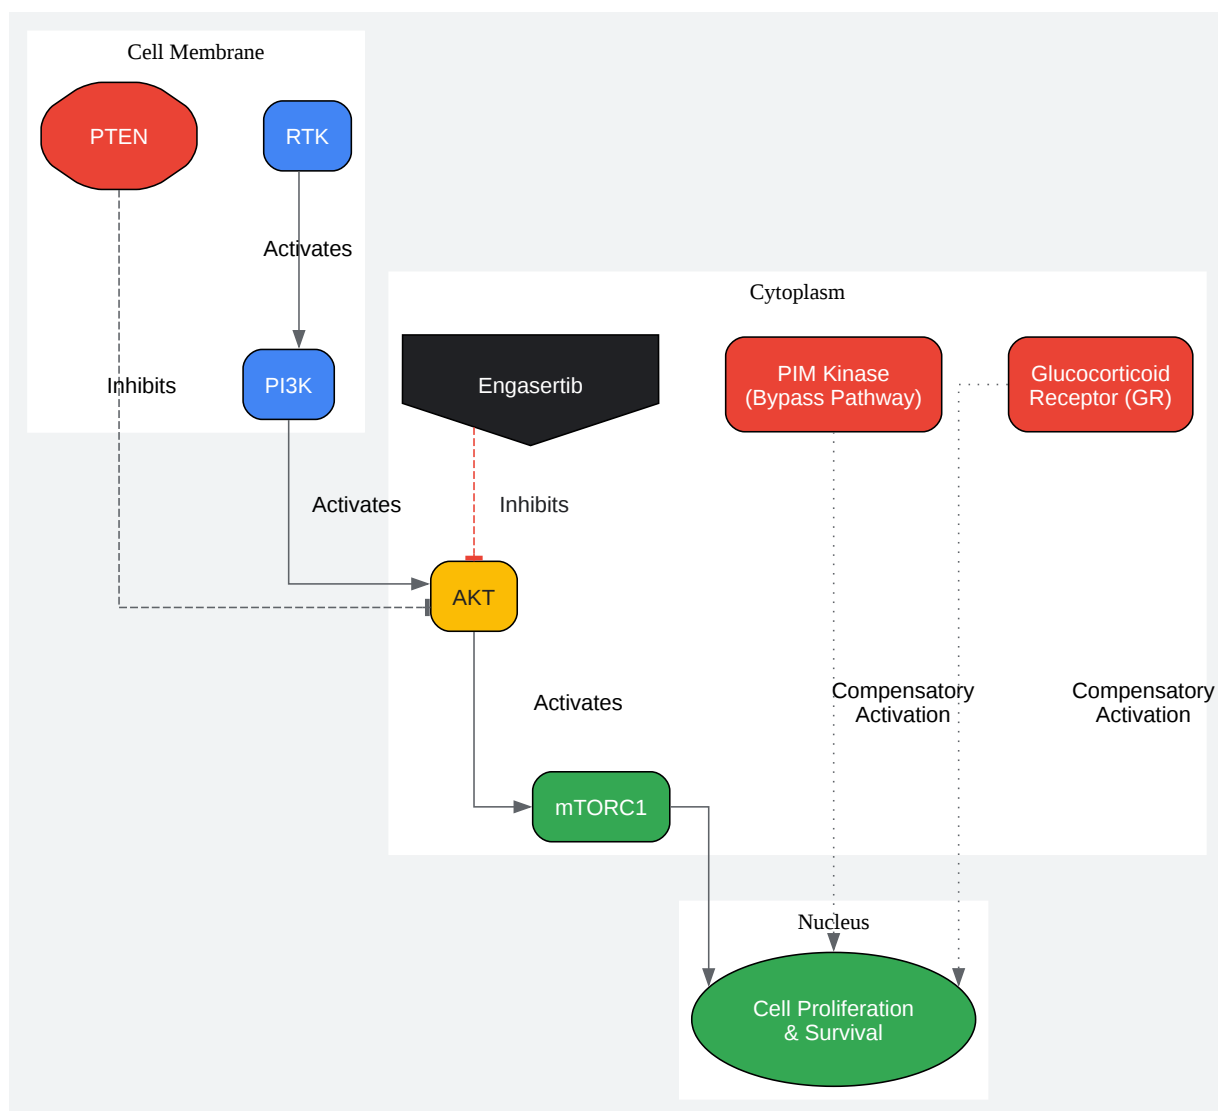 Cell Membrane
PTEN
RTK
Activates
Cytoplasm
Inhibits
PI3K
Engasertib
PIM Kinase
(Bypass Pathway)
Glucocorticoid
Receptor (GR)
Activates
Inhibits
AKT
Activates
Compensatory
Activation
Compensatory
Activation
mTORC1
Nucleus
Cell Proliferation
& Survival